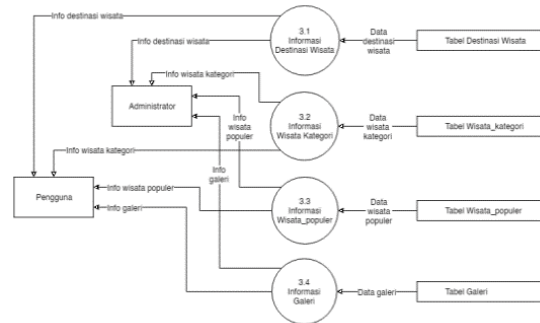 Info destinasi wisata
3.1
Informasi
Destinasi Wisata
Data
destinasi
wisata
Tabel Destinasi Wisata
Info destinasi wisata
Info wisata kategori
Administrator
3.2
Informasi
Wisata Kategori
Data
wisata
kategori
Tabel Wisata_kategori
Info
wisata
populer
Info wisata kategori
Info
galeri
Pengguna
Info wisata populer
Info galeri
3.3
Informasi
Wisata_populer
Data
wisata
populer
Tabel Wisata_populer
3.4
Informasi
Galeri
Data galeri
Tabel Galeri